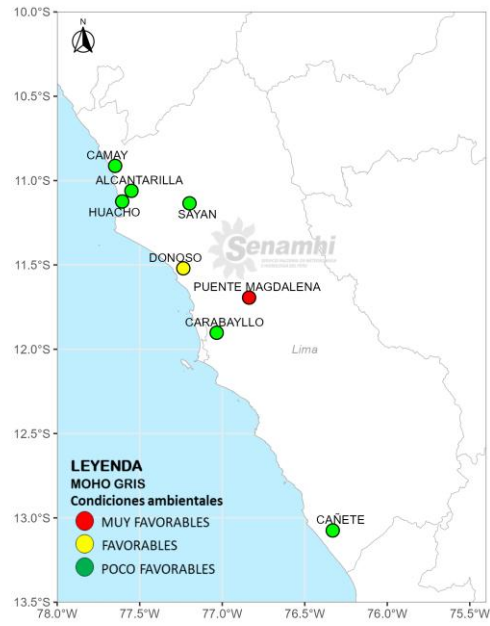 10.0°S
N
10.5°S
CAMAY
11.0°S
ALCANTARILLA
HUACHO
SAYAN
Senamhi
11.5°S
DONOSO
PUENTE MAGDALENA
CARABAYLLO
12.0°S
Lima
12.5°S
LEYENDA
MOHO GRIS
Condiciones ambientales
MUY FAVORABLES
FAVORABLES
POCO FAVORABLES
CAÑETE
13.0°S
13.5°S
78.0°W 77.5°W 77.0°W 76.5°W 76.0°W 75.5°W